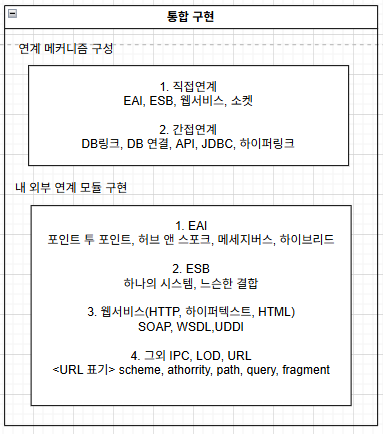 통합 구현
연계 메커니즘 구성
1. 직접연계
EAI, ESB, 웹서비스, 소켓
2. 간접연계
DB링크, DB 연결, API, JDBC, 하이퍼링크
내 외부 연계 모듈 구현
1. EAI
포인트 투 포인트, 허브 앤 스포크, 메세지버스, 하이브리드
2. ESB
하나의 시스템, 느슨한 결합
3. 웹서비스(HTTP, 하이퍼텍스트, HTML)
SOAP, WSDL,UDDI
4. 그외 IPC, LOD, URL
<URL 표기> scheme, athorrity, path, query, fragment